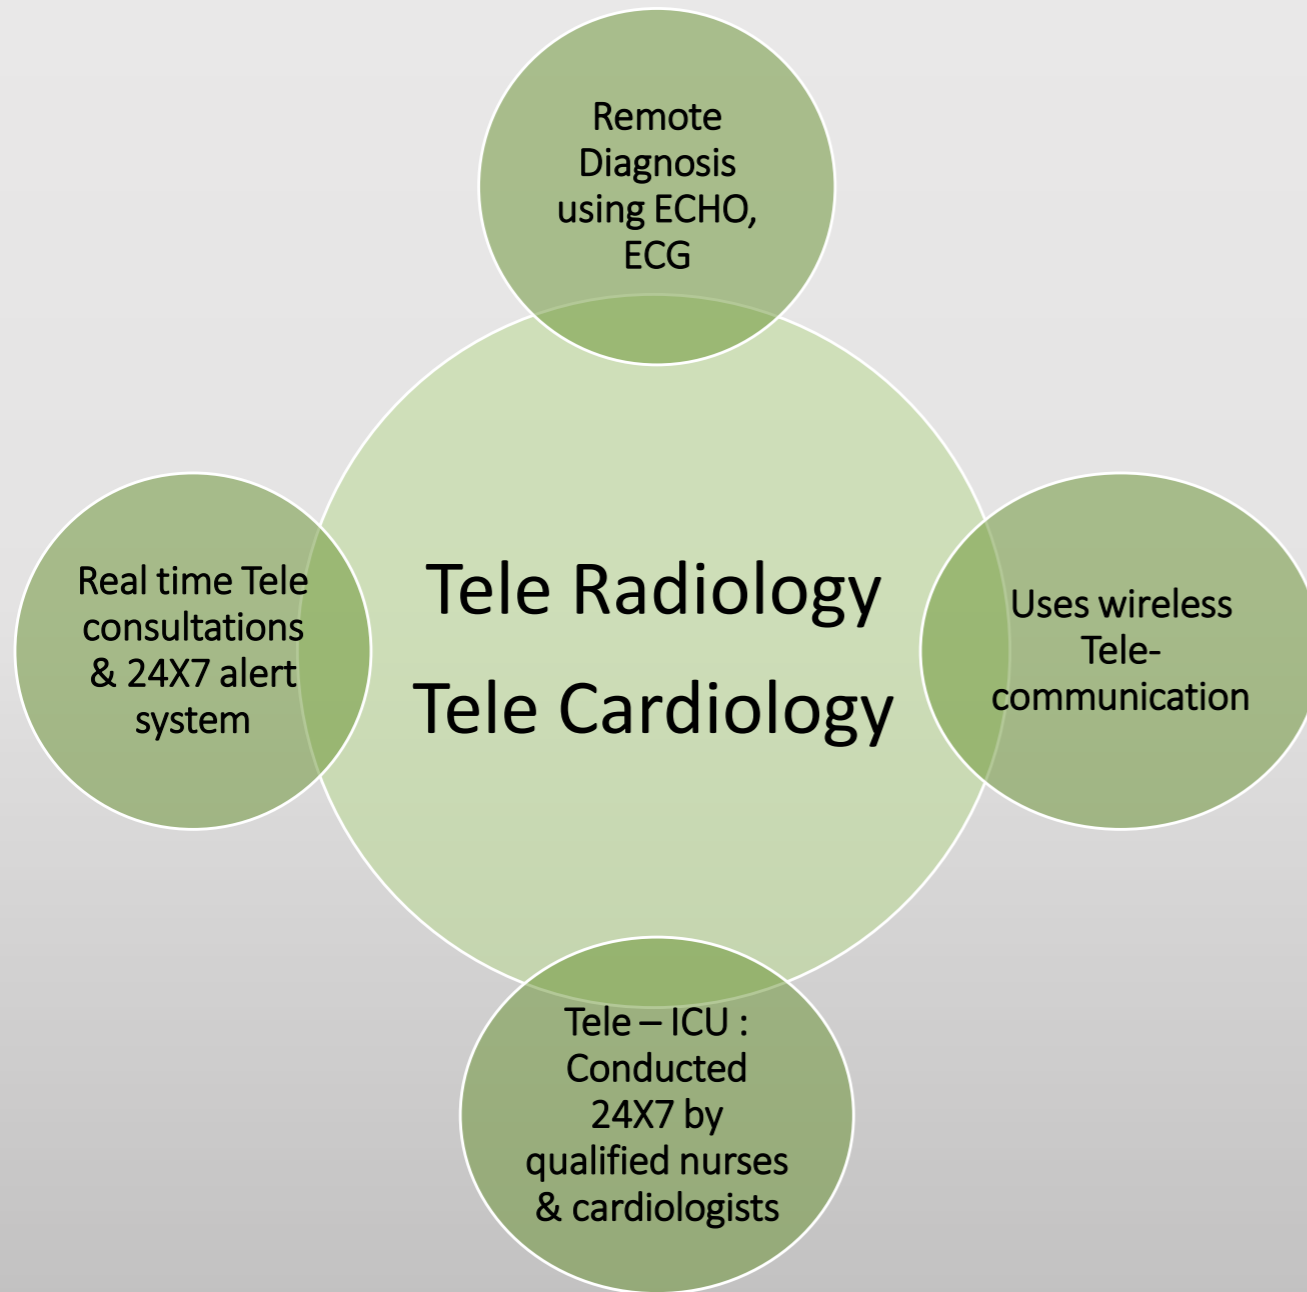 Remote
Diagnosis
using ECHO,
ECG
Tele Radiology
Tele Cardiology
Real time Tele
consultations
& 24X7 alert
system
Uses wireless
Tele-
communication
Tele – ICU :
Conducted
24X7 by
qualified nurses
& cardiologists